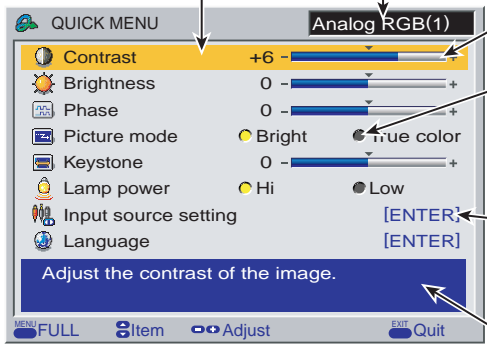 QUICK MENU Analog RGB(1)
Contrast +6 - +
Brightness 0 - +
Phase 0 - +
Picture mode Bright True color
Keystone 0 - +
Lamp power Hi Low
Input source setting [ENTER]
Language [ENTER]
Adjust the contrast of the image.
MENU FULL Item Adjust EXIT Quit